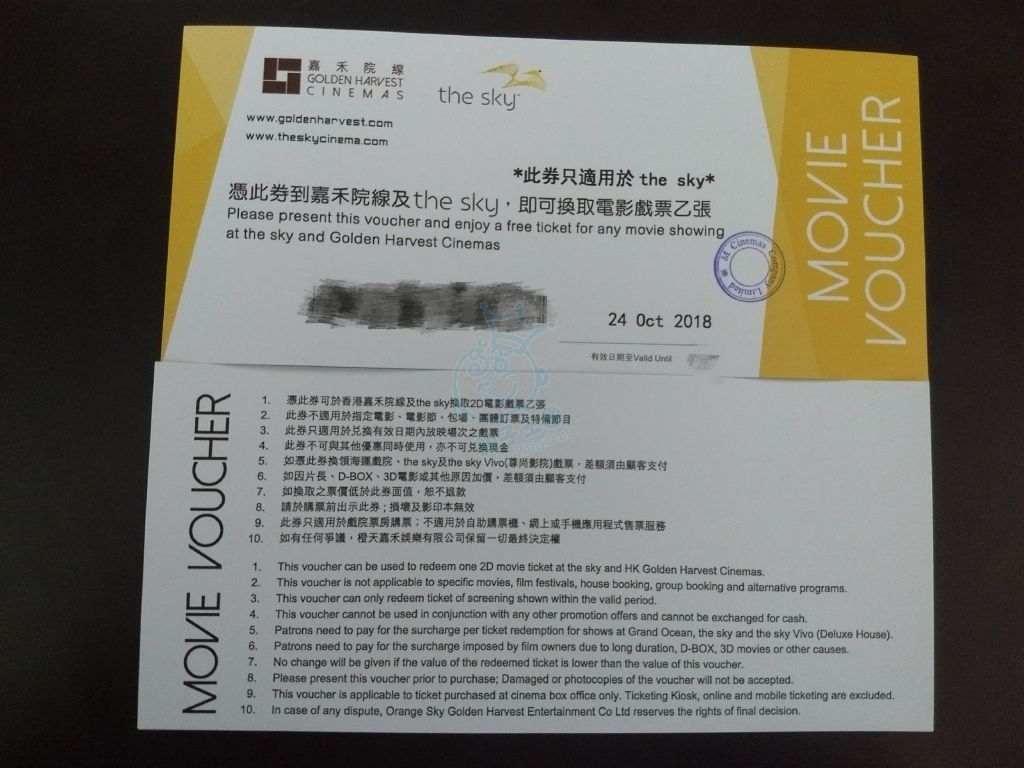 嘉禾院線
GOLDEN HARVEST
CINEMAS
the sky
www.goldenharvest.com
www.theskycinema.com
*此券只適用於 the sky*
憑此券到嘉禾院線及the sky，即可換取電影戲票乙張
Please present this voucher and enjoy a free ticket for any movie showing
at the sky and Golden Harvest Cinemas
M Cinemas Company Limited
24 Oct 2018
有效日期至Valid Until
MOVIE
VOUCHER
MOVIE VOUCHER
1. 憑此券可於香港嘉禾院線及the sky換取2D電影戲票乙張
2. 此券不適用於指定電影、電影節、包場、團體訂票及特備節目
3. 此券只適用於兌換有效日期內放映場次之戲票
4. 此券不可與其他優惠同時使用，亦不可兌換現金
5. 如憑此券換領海運戲院、the sky及the sky Vivo(尊尚影院)戲票，差額須由顧客支付
6. 如因片長、D-BOX、3D電影或其他原因加價，差額須由顧客支付
7. 如換取之票價低於此券面值，恕不退款
8. 請於購票前出示此券；損壞及影印本無效
9. 此券只適用於戲院票房購票；不適用於自助購票機、網上或手機應用程式售票服務
10. 如有任何爭議，橙天嘉禾娛樂有限公司保留一切最終決定權
1. This voucher can be used to redeem one 2D movie ticket at the sky and HK Golden Harvest Cinemas.
2. This voucher is not applicable to specific movies, film festivals, house booking, group booking and alternative programs.
3. This voucher can only redeem ticket of screening shown within the valid period.
4. This voucher cannot be used in conjunction with any other promotion offers and cannot be exchanged for cash.
5. Patrons need to pay for the surcharge per ticket redemption for shows at Grand Ocean, the sky and the sky Vivo (Deluxe House).
6. Patrons need to pay for the surcharge imposed by film owners due to long duration, D-BOX, 3D movies or other causes.
7. No change will be given if the value of the redeemed ticket is lower than the value of this voucher.
8. Please present this voucher prior to purchase; Damaged or photocopies of the voucher will not be accepted.
9. This voucher is applicable to ticket purchased at cinema box office only. Ticketing Kiosk, online and mobile ticketing are excluded.
10. In case of any dispute, Orange Sky Golden Harvest Entertainment Co Ltd reserves the rights of final decision.